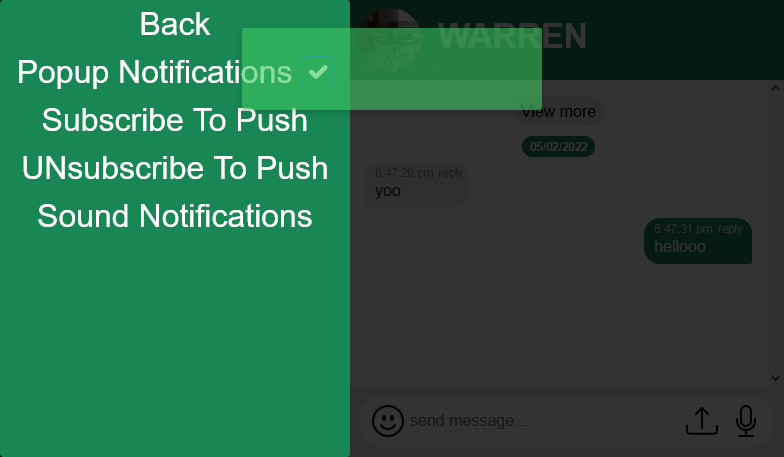 Back
Popup Notifications
Subscribe To Push
UNsubscribe To Push
Sound Notifications
WARREN
View more
05/02/2022
6:47:20 pm reply
yoo
6:47:31 pm reply
hellooo
send message...